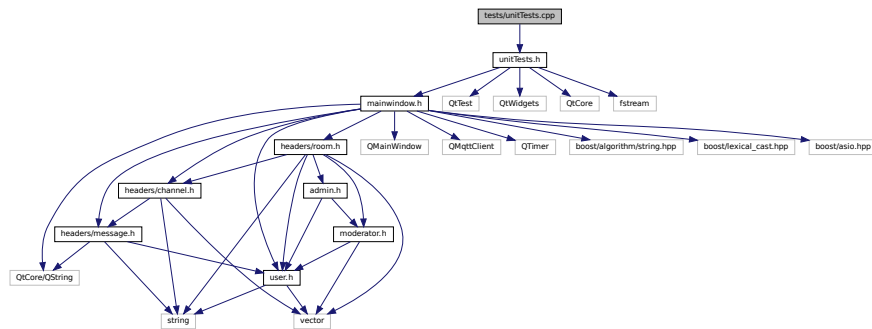 tests/unitTests.cpp
unitTests.h
mainwindow.h
QtTest
QtWidgets
QtCore
fstream
headers/room.h
QMainWindow
QMqttClient
QTimer
boost/algorithm/string.hpp
boost/lexical_cast.hpp
boost/asio.hpp
headers/channel.h
admin.h
headers/message.h
moderator.h
QtCore/QString
user.h
string
vector